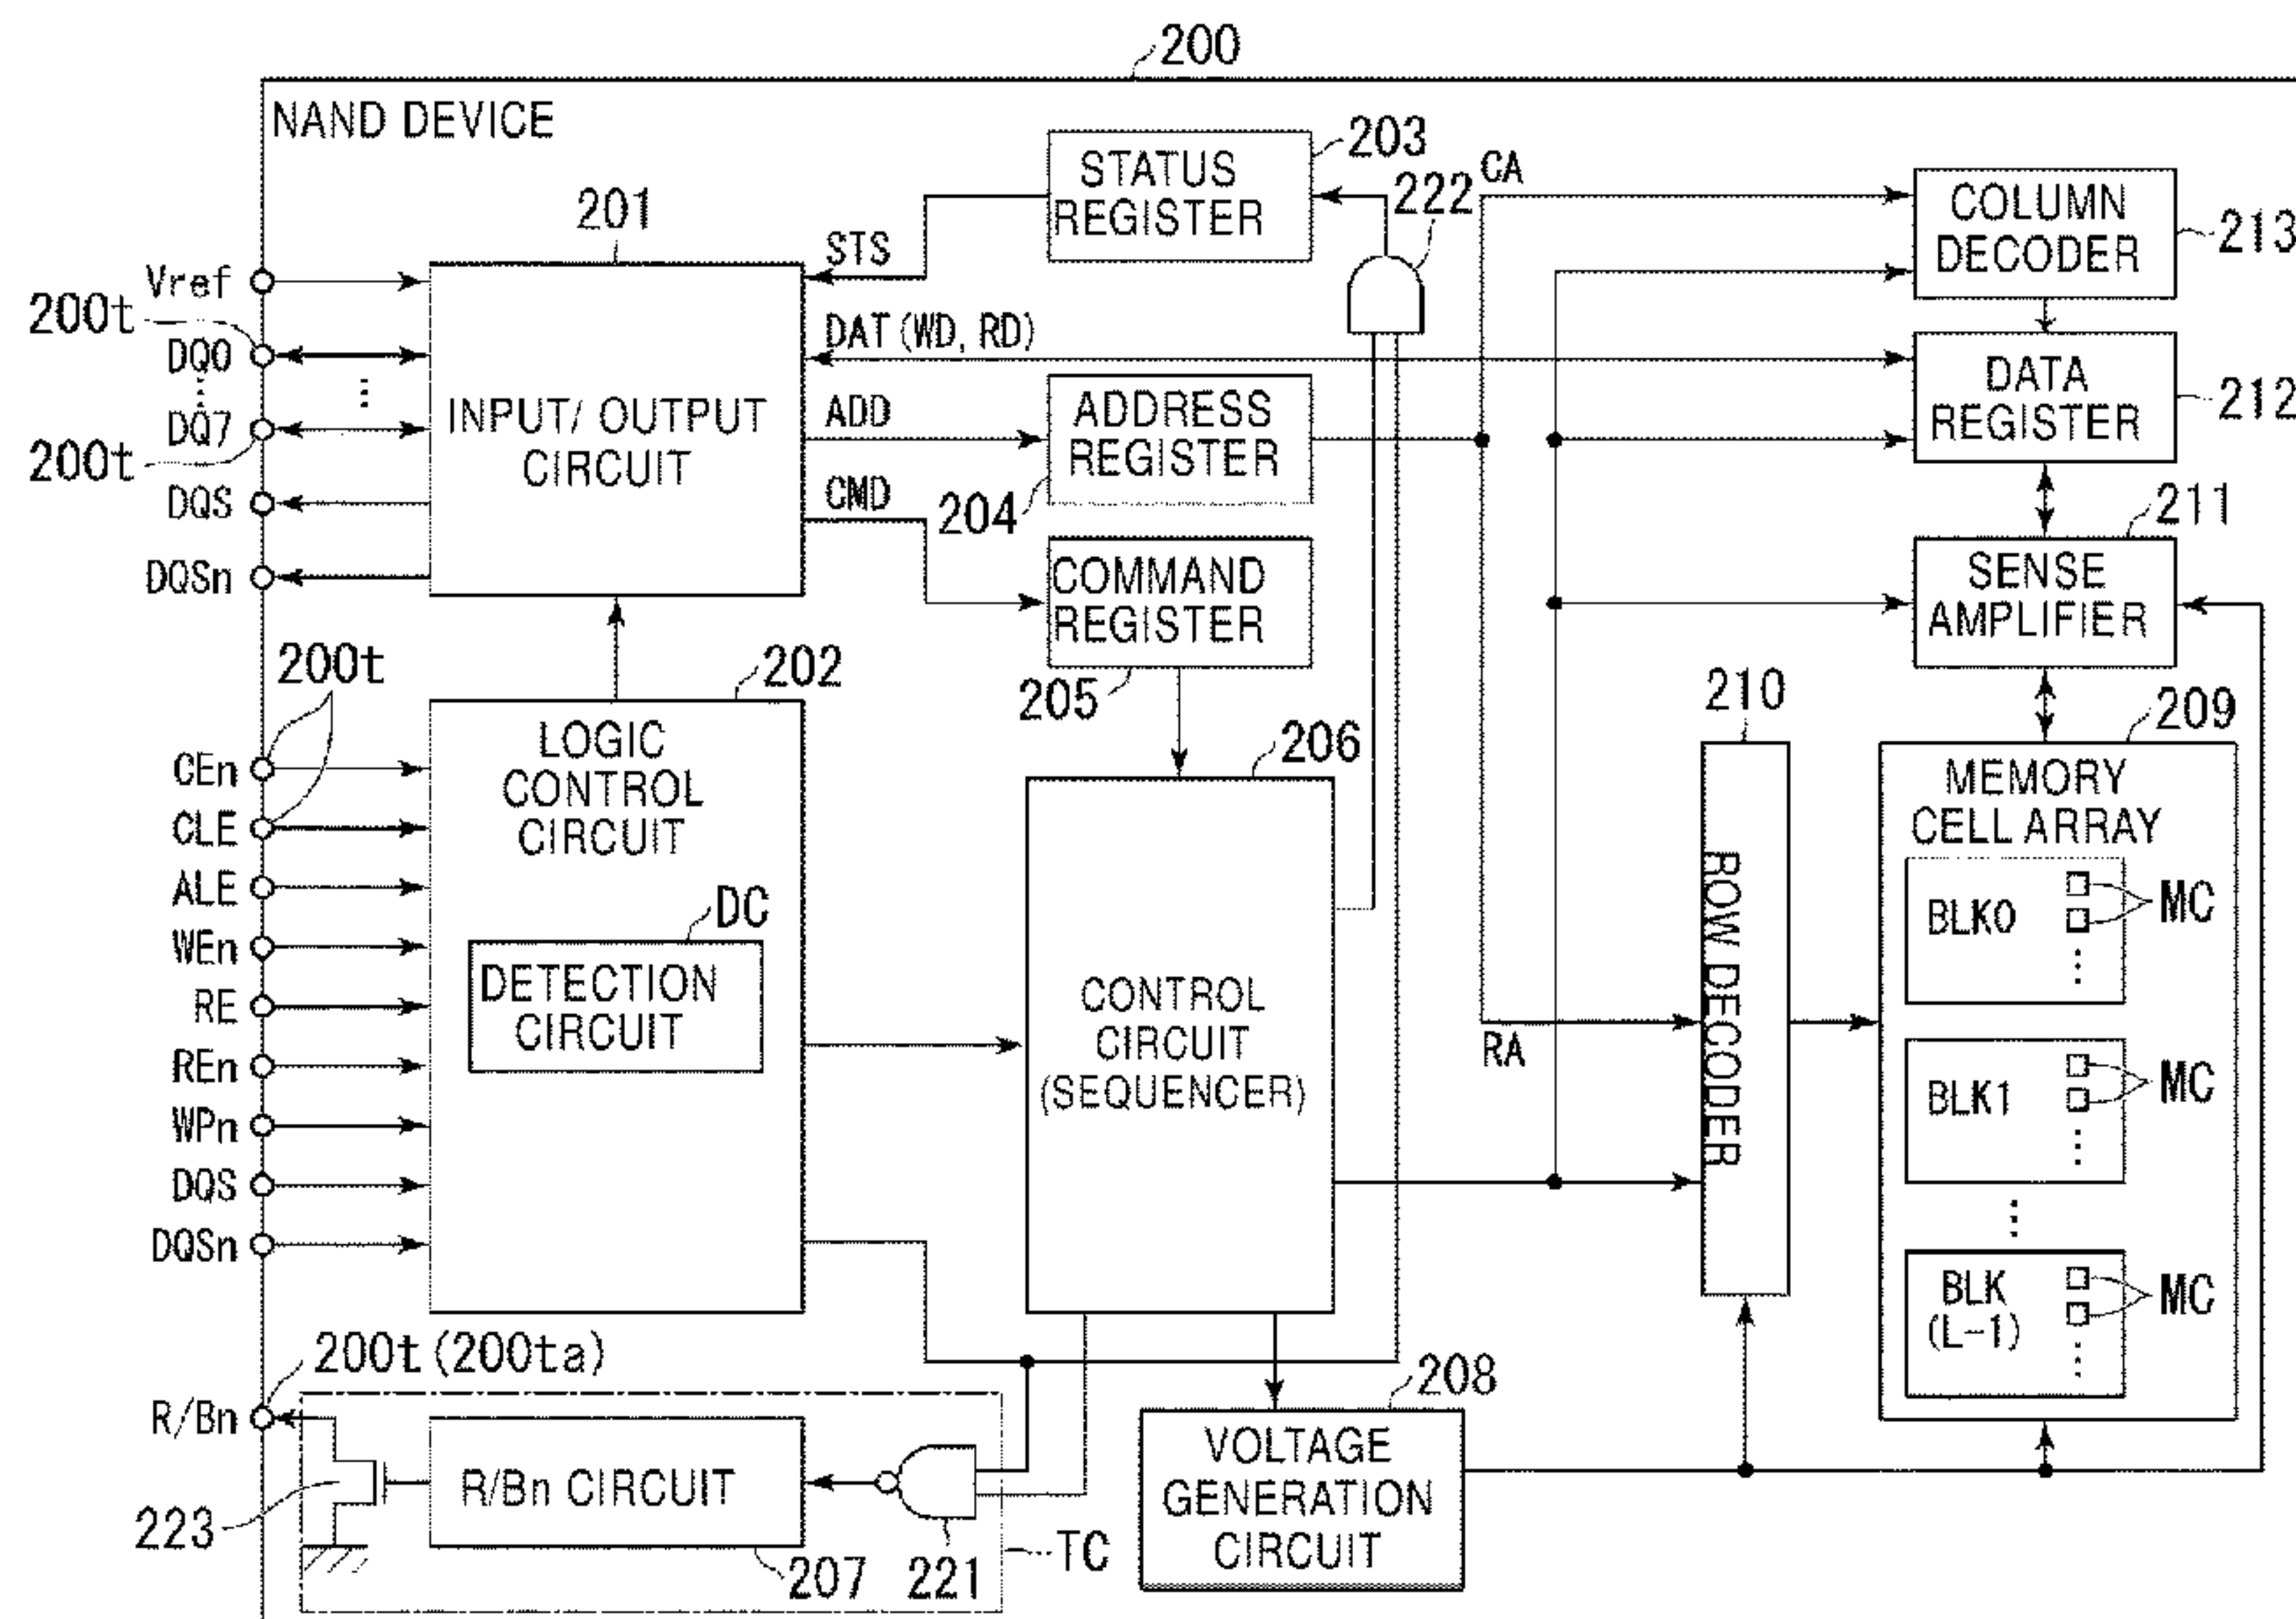 200
NAND DEVICE
201
STATUS
REGISTER
203
222
CA
COLUMN
DECODER
213
Vref
200t
DQ0
DQ7
200t
DQS
DQSn
INPUT/ OUTPUT
CIRCUIT
STS
DAT (WD, RD)
ADD
CMD
ADDRESS
REGISTER
204
DATA
REGISTER
212
COMMAND
REGISTER
205
211
SENSE
AMPLIFIER
200t
202
LOGIC
CONTROL
CIRCUIT
206
210
209
CEn
CLE
ALE
WEn
RE
REn
WPn
DQS
DQSn
DC
DETECTION
CIRCUIT
CONTROL
CIRCUIT
(SEQUENCER)
RA
ROW DECODER
MEMORY
CELL ARRAY
BLK0
MC
BLK1
MC
BLK
(L-1)
MC
200t (200ta)
R/Bn
223
R/Bn CIRCUIT
207
221
TC
208
VOLTAGE
GENERATION
CIRCUIT